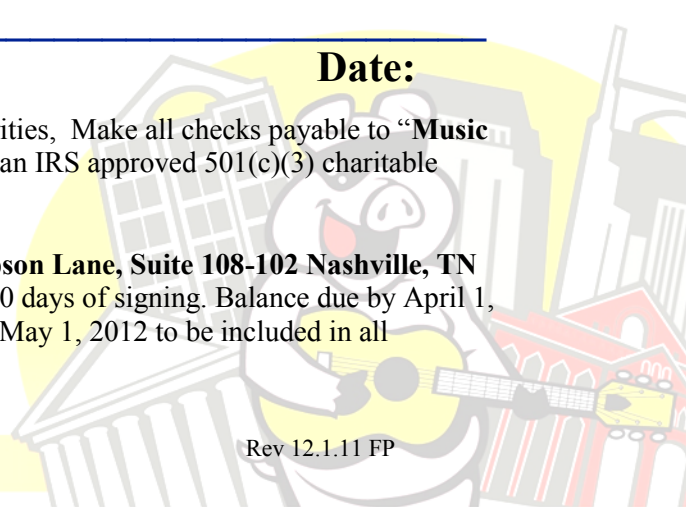 Date:
ities, Make all checks payable to “Music
an IRS approved 501(c)(3) charitable
son Lane, Suite 108-102 Nashville, TN
0 days of signing. Balance due by April 1,
May 1, 2012 to be included in all
Rev 12.1.11 FP